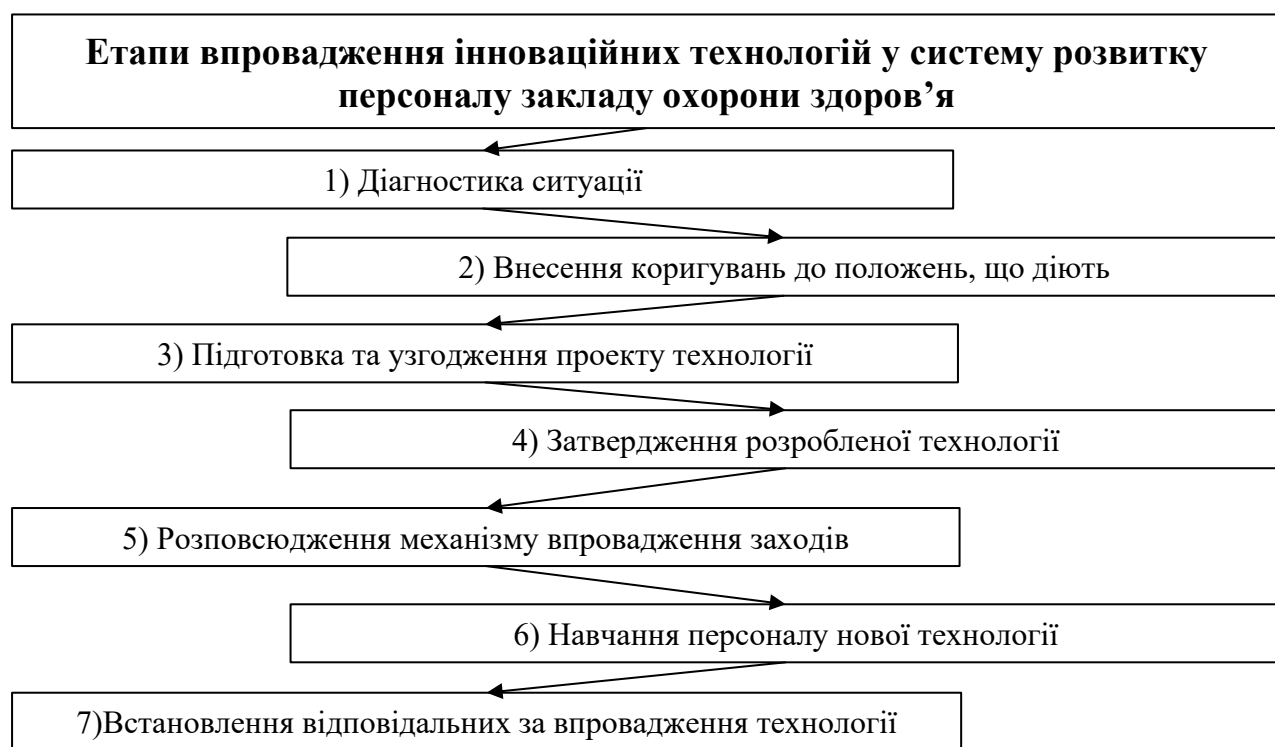 Етапи впровадження інноваційних технологій у систему розвитку
персоналу закладу охорони здоров’я
1) Діагностика ситуації
2) Внесення коригувань до положень, що діють
3) Підготовка та узгодження проекту технології
4) Затвердження розробленої технології
5) Розповсюдження механізму впровадження заходів
6) Навчання персоналу нової технології
7)Встановлення відповідальних за впровадження технології